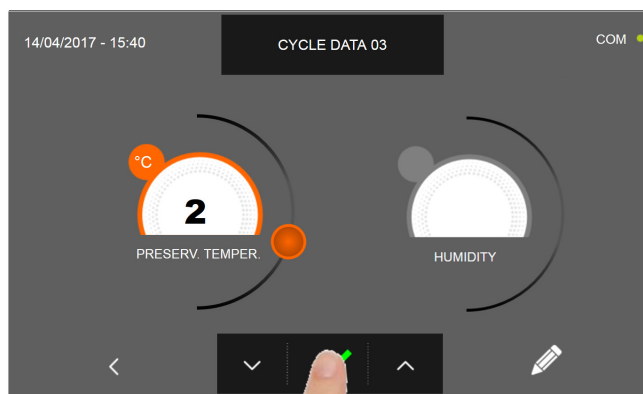 14/04/2017 - 15:40
CYCLE DATA 03
COM
°C
2
PRESERV. TEMPER.
HUMIDITY